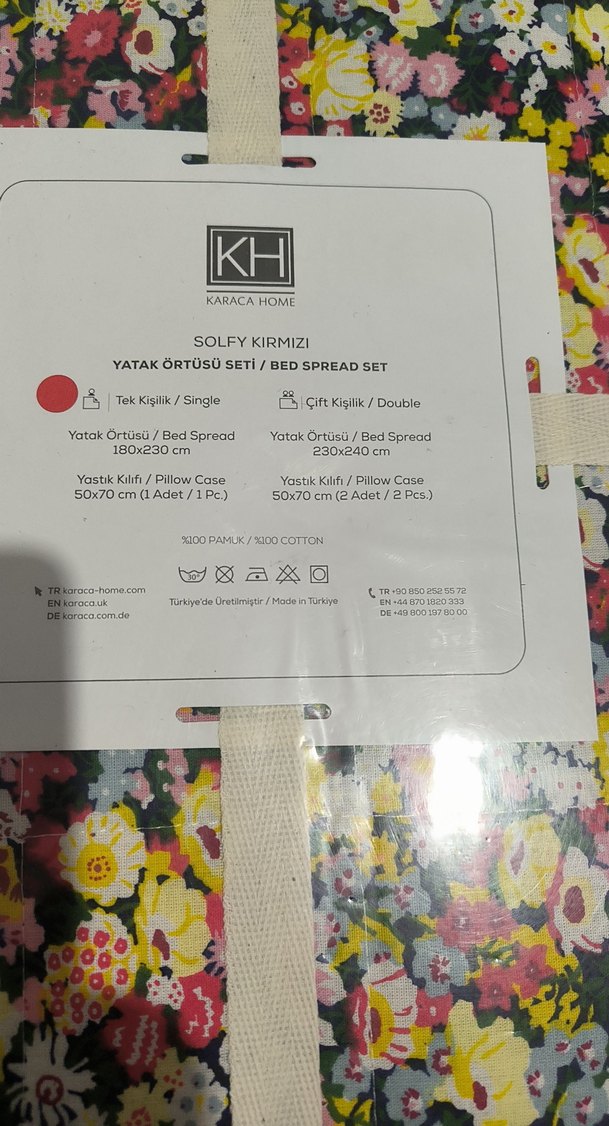 KH
KARACA HOME
SOLFY KIRMIZI
YATAK ÖRTÜSÜ SETİ / BED SPREAD SET
Tek Kişilik / Single
Yatak Örtüsü / Bed Spread
180x230 cm
Yastık Kılıfı / Pillow Case
50x70 cm (1 Adet / 1 Pc.)
Çift Kişilik / Double
Yatak Örtüsü / Bed Spread
230x240 cm
Yastık Kılıfı / Pillow Case
50x70 cm (2 Adet / 2 Pcs.)
%100 PAMUK / %100 COTTON
30°
TR karaca-home.com
EN karaca.uk
DE karaca.com.de
Türkiye'de Üretilmiştir / Made in Türkiye
TR +90 850 252 55 72
EN +44 870 1820 333
DE +49 800 197 80 00